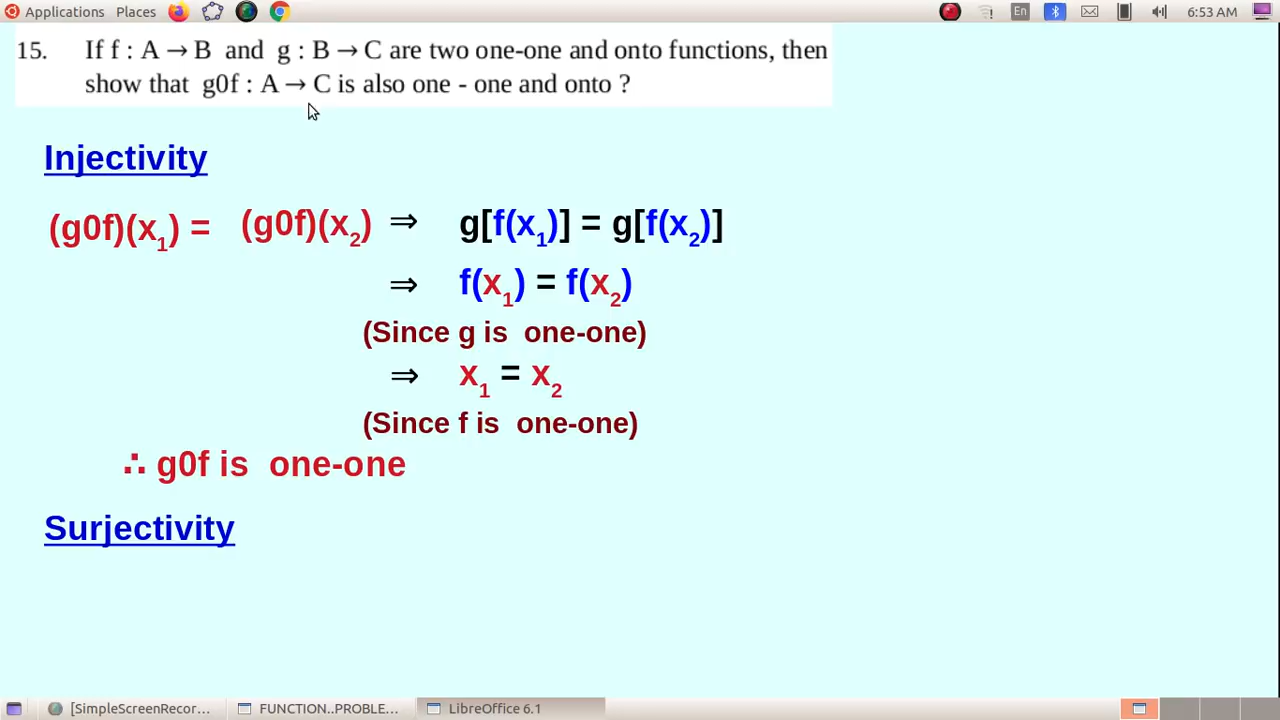 Applications Places En 6:53 AM
15. If f : A → B and g : B → C are two one-one and onto functions, then
show that g0f : A → C is also one - one and onto ?
Injectivity
(g0f)(x₁) = (g0f)(x₂) ⇒ g[f(x₁)] = g[f(x₂)]
⇒ f(x₁) = f(x₂)
(Since g is one-one)
⇒ x₁ = x₂
(Since f is one-one)
∴ g0f is one-one
Surjectivity
[SimpleScreenRecor... FUNCTION..PROBLE... LibreOffice 6.1